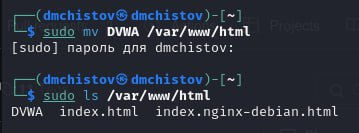 ┌──(dmchistov㉿dmchistov)-[~]
└─$ sudo mv DVWA /var/www/html
[sudo] пароль для dmchistov:
┌──(dmchistov㉿dmchistov)-[~]
└─$ sudo ls /var/www/html
DVWA index.html index.nginx-debian.html